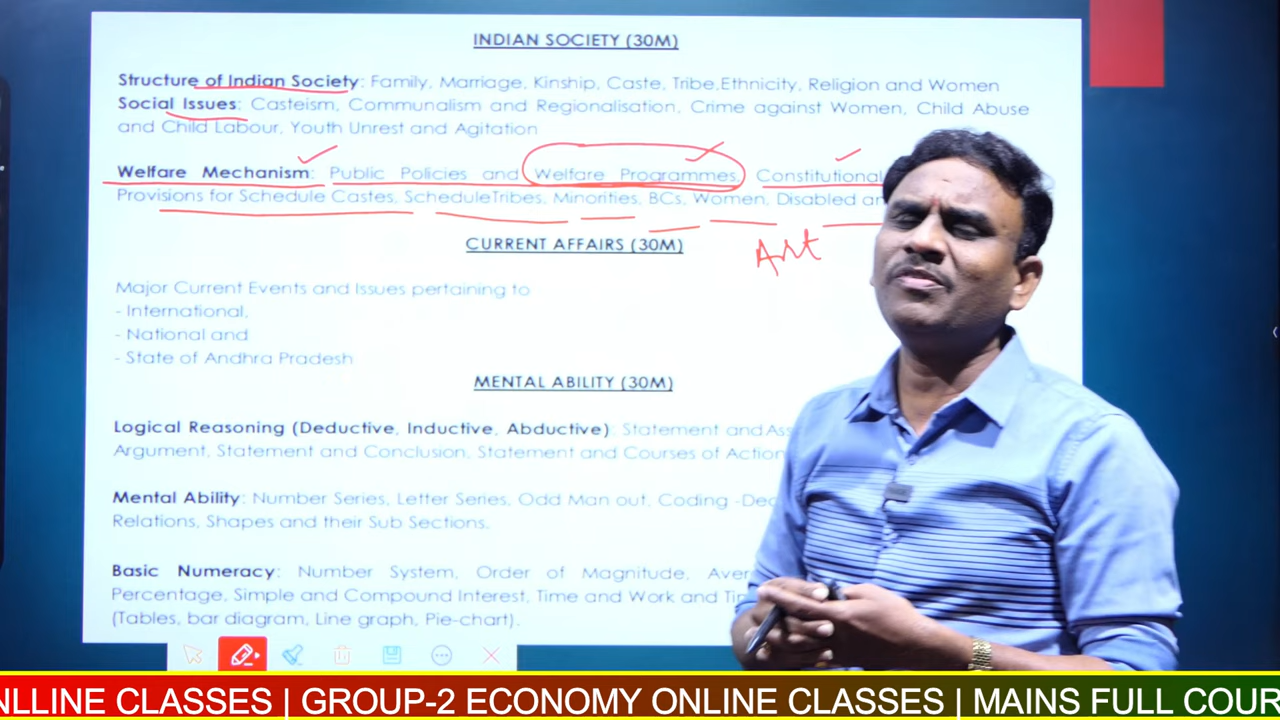 INDIAN SOCIETY (30M)
Structure of Indian Society: Family, Marriage, Kinship, Caste, Tribe,Ethnicity, Religion and Women
Social Issues: Casteism, Communalism and Regionalisation, Crime against Women, Child Abuse
and Child Labour, Youth Unrest and Agitation
Welfare Mechanism: Public Policies and Welfare Programmes, Constitutional
Provisions for Schedule Castes, ScheduleTribes, Minorities, BCs, Women, Disabled
CURRENT AFFAIRS (30M)
Major Current Events and Issues pertaining to
- International,
- National and
- State of Andhra Pradesh
MENTAL ABILITY (30M)
Logical Reasoning (Deductive, Inductive, Abductive): Statement and
Argument, Statement and Conclusion, Statement and Courses of Action
Mental Ability: Number Series, Letter Series, Odd Man out, Coding
Relations, Shapes and their Sub Sections.
Basic Numeracy: Number System, Order of Magnitude,
Percentage, Simple and Compound Interest, Time and Work and
(Tables, bar diagram, Line graph, Pie-chart).
NLLINE CLASSES | GROUP-2 ECONOMY ONLINE CLASSES | MAINS FULL COUR